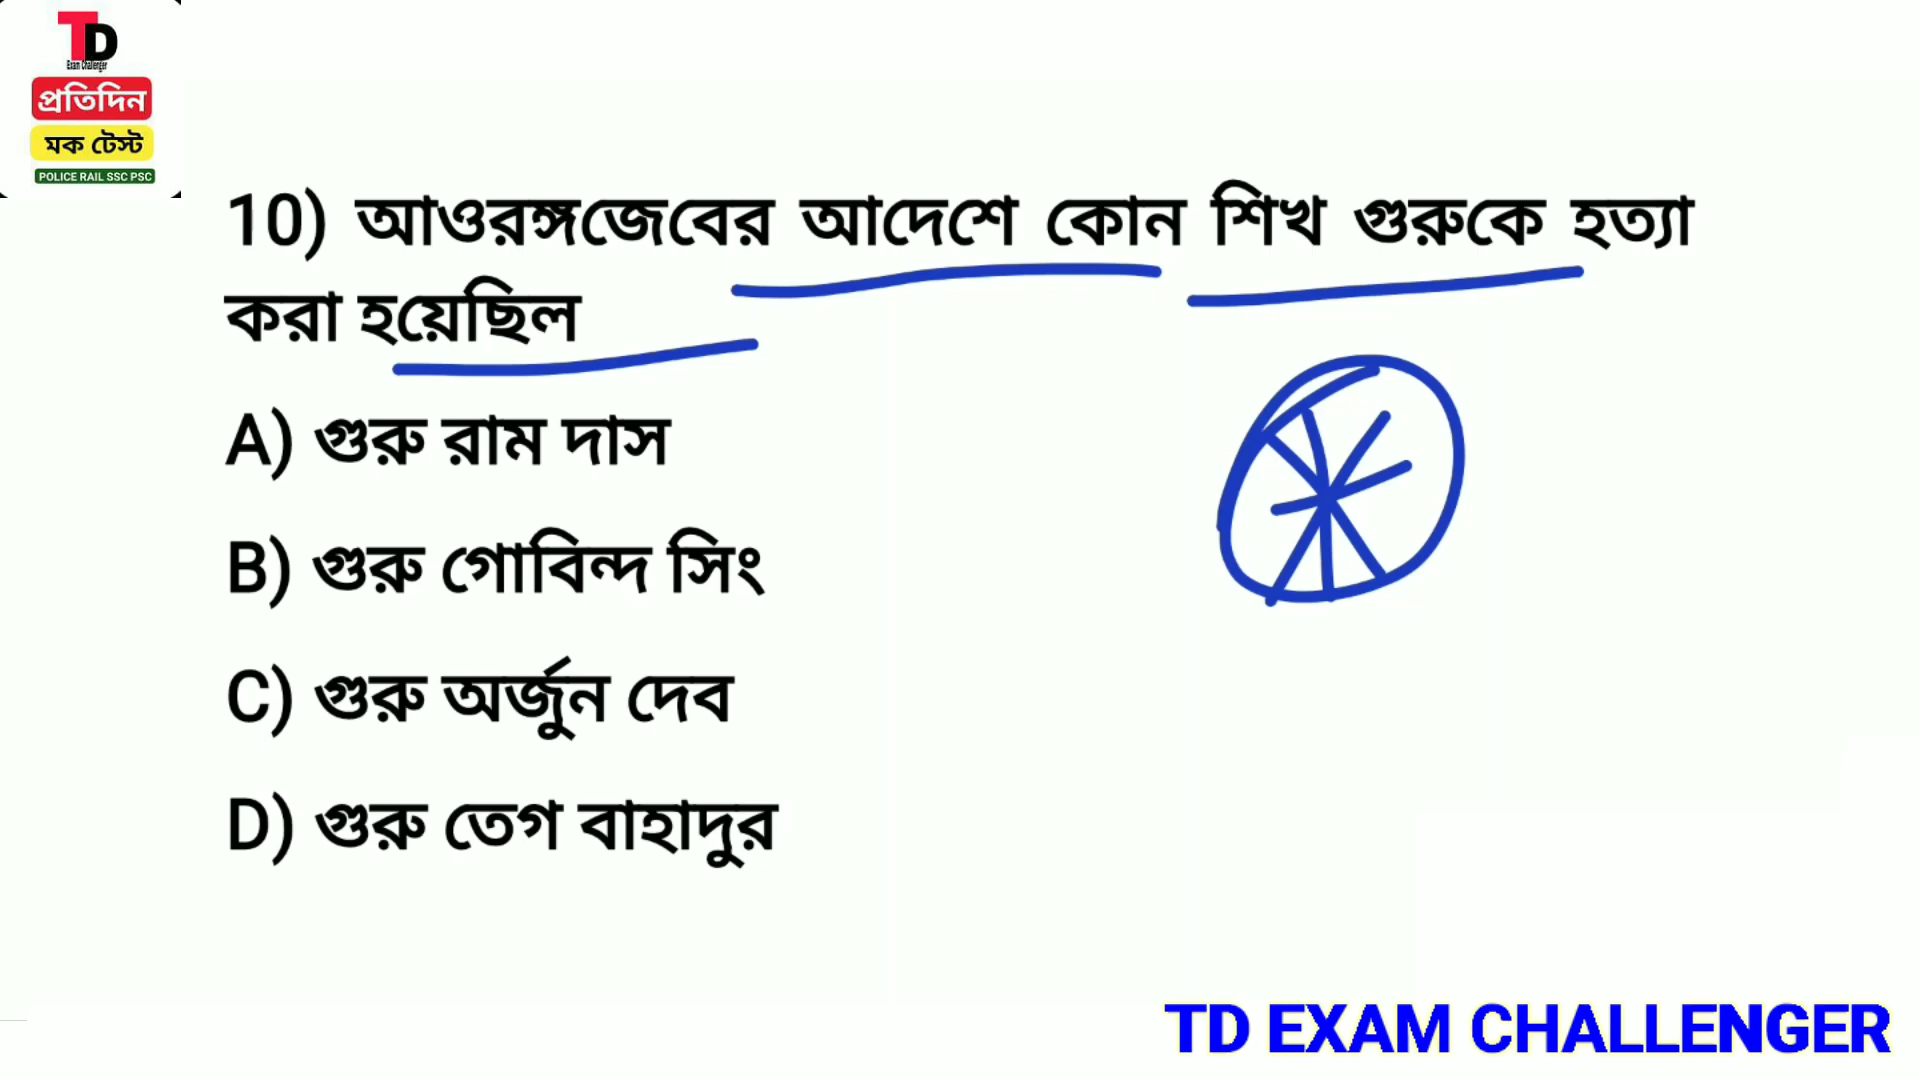 TD
Exam Challenger
প্রতিদিন
মক টেস্ট
POLICE RAIL SSC PSC
10) আওরঙ্গজেবের আদেশে কোন শিখ গুরুকে হত্যা
করা হয়েছিল
A) গুরু রাম দাস
B) গুরু গোবিন্দ সিং
C) গুরু অর্জুন দেব
D) গুরু তেগ বাহাদুর
TD EXAM CHALLENGER